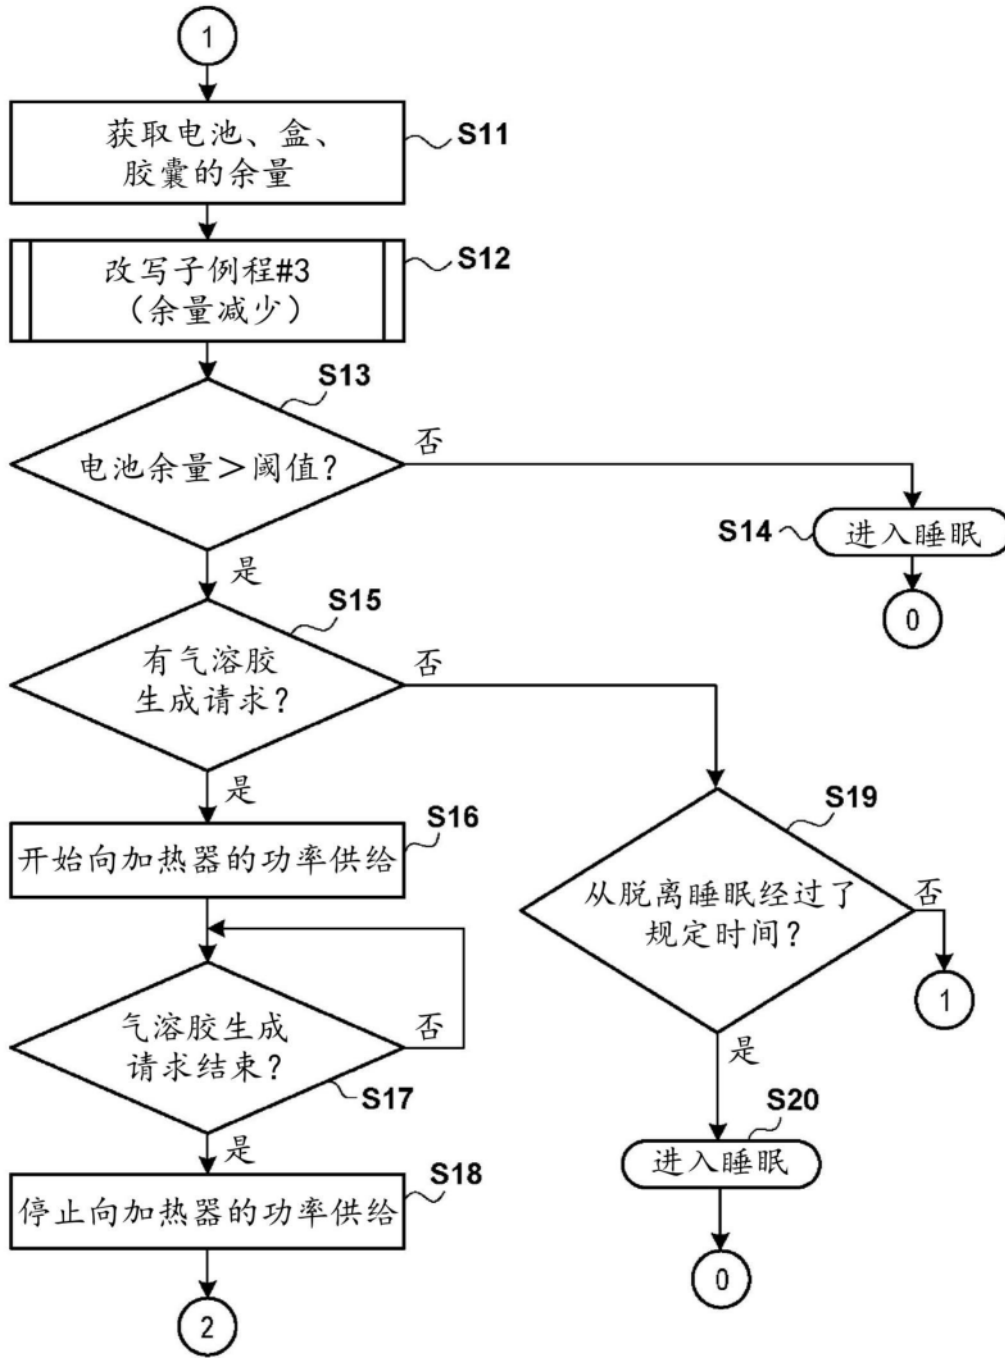 1
获取电池、盒、
胶囊的余量
S11
改写子例程#3
（余量减少）
S12
S13
电池余量＞阈值？
否
是
S14
进入睡眠
0
S15
有气溶胶
生成请求？
否
是
S16
开始向加热器的功率供给
S19
从脱离睡眠经过了
规定时间？
否
1
是
气溶胶生成
请求结束？
否
S17
是
S20
进入睡眠
0
S18
停止向加热器的功率供给
2